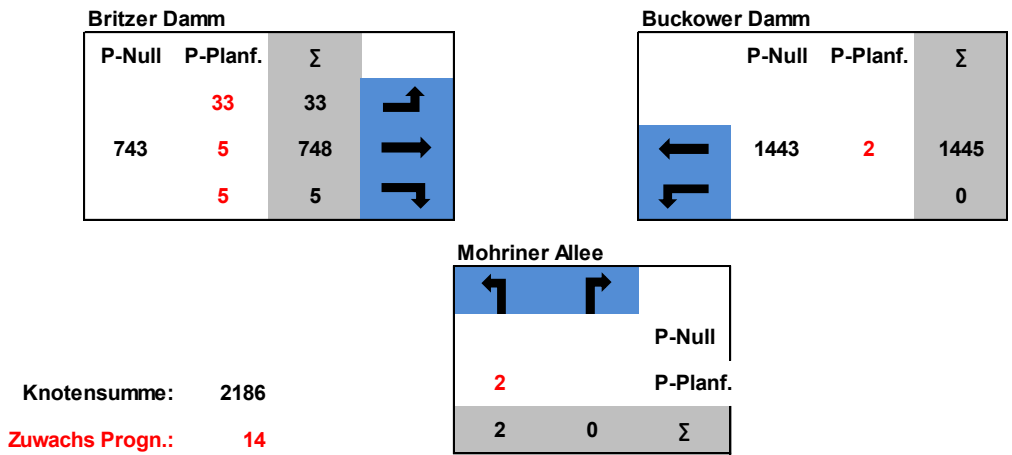 Britzer Damm
P-Null P-Planf. Σ
33 33
743 5 748
5 5
Buckower Damm
P-Null P-Planf. Σ
1443 2 1445
0
Mohriner Allee
P-Null
2 P-Planf.
2 0 Σ
Knotensumme: 2186
Zuwachs Progn.: 14